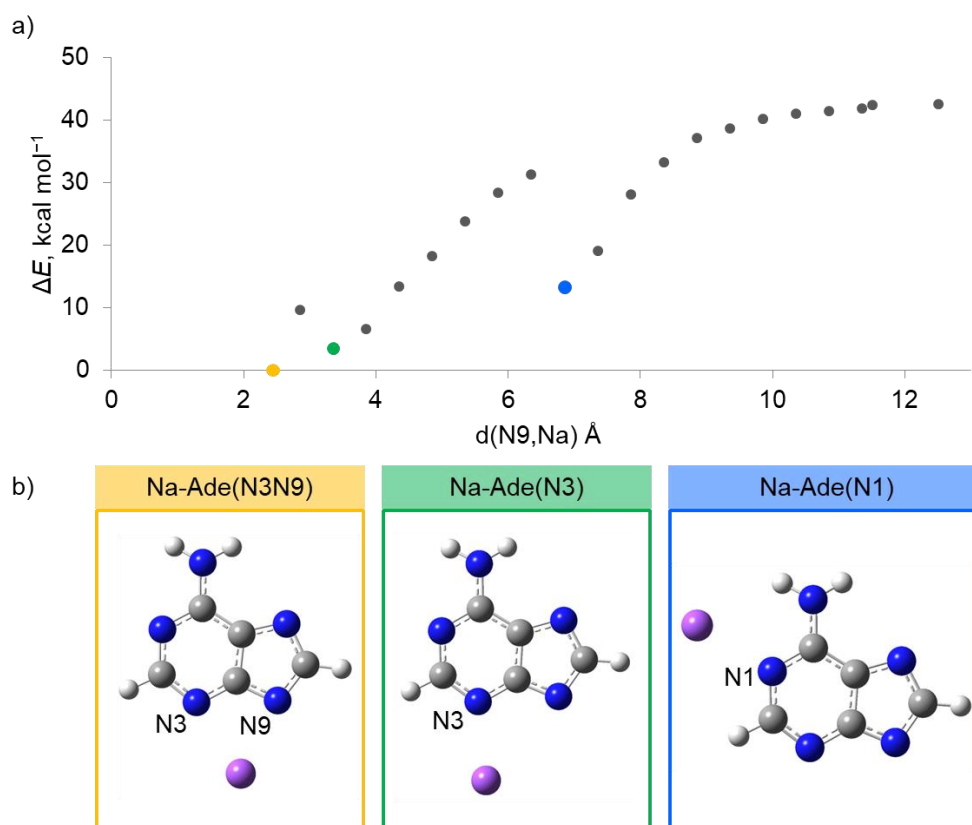 a)
50
40
30
20
10
0
ΔE, kcal mol⁻¹
0 2 4 6 8 10 12
d(N9,Na) Å
b)
Na-Ade(N3N9) Na-Ade(N3) Na-Ade(N1)
N1
N3 N9 N3